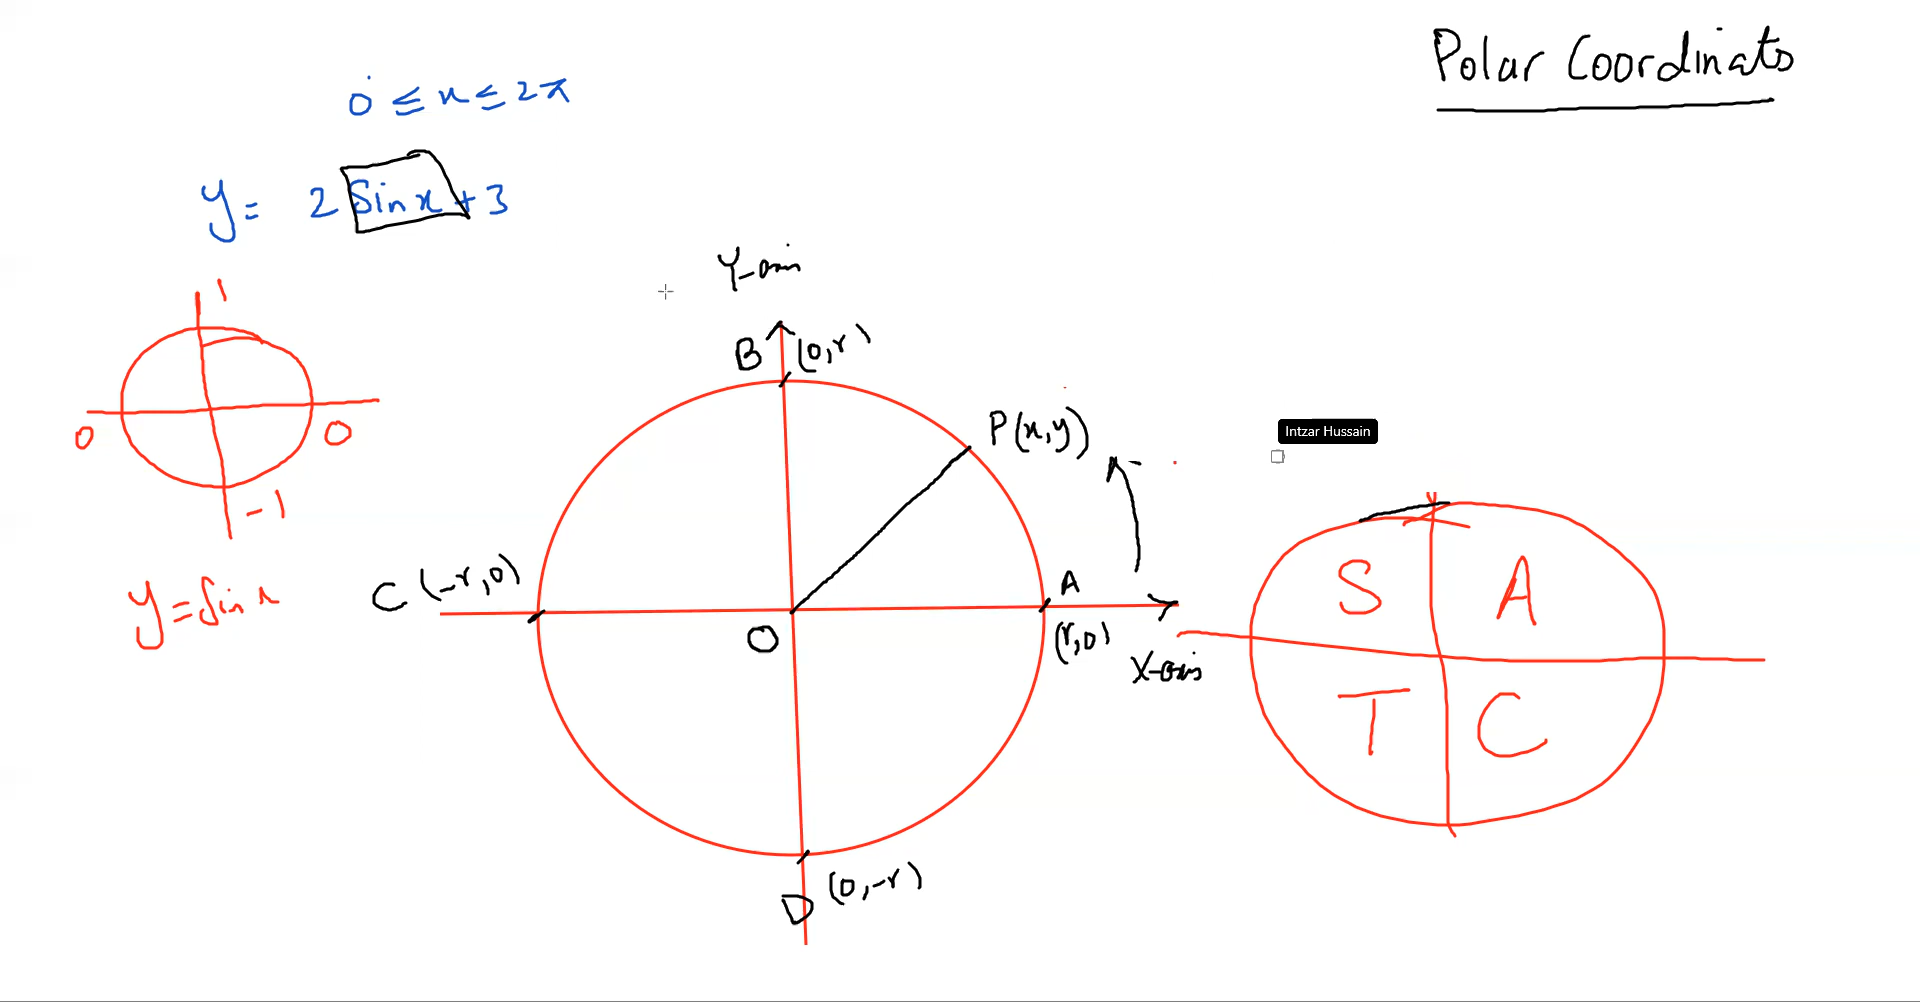 Polar Coordinats
0 ≤ x ≤ 2π
y = 2 Sin x + 3
1
0
0
-1
y = Sin x
Y-axis
B (0,r)
P(x,y)
C (-r,0)
A
(r,0)
O
X-axis
D (0,-r)
Intzar Hussain
S A
T C